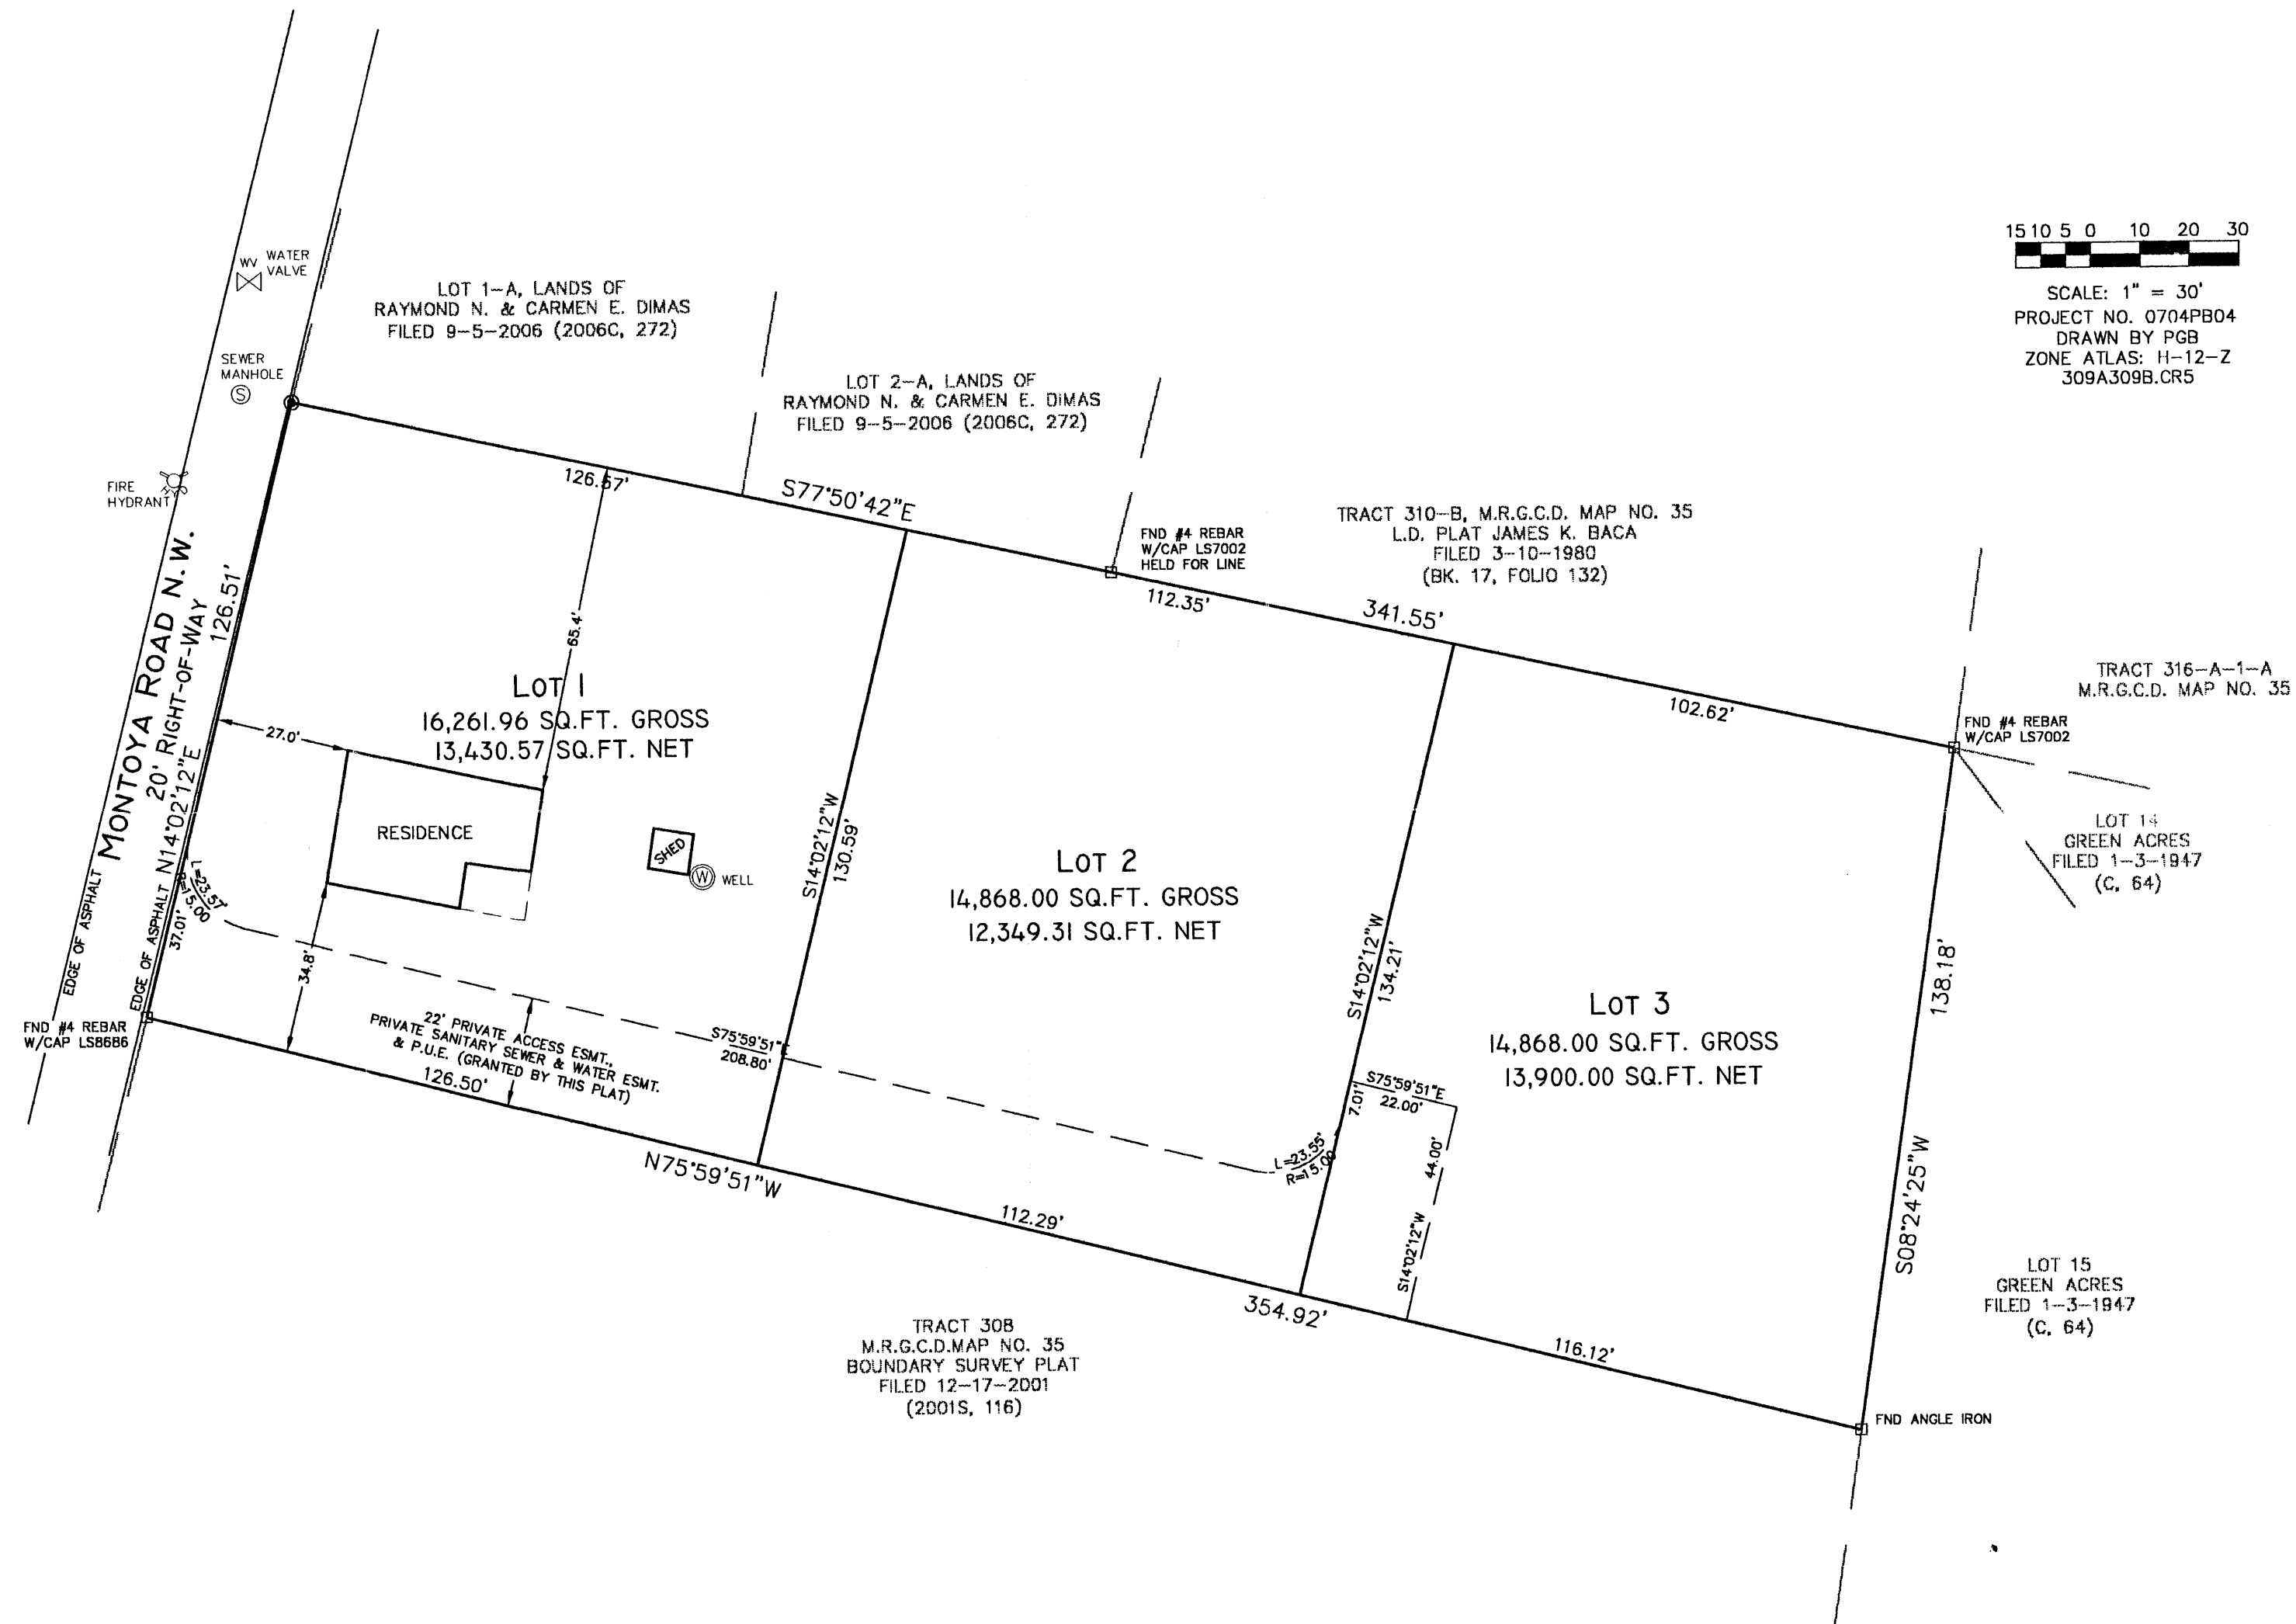 15 10 5 0 10 20 30
SCALE: 1" = 30'
PROJECT NO. 0704PB04
DRAWN BY PGB
ZONE ATLAS: H-12-Z
309A309B.CR5
WV WATER
VALVE
LOT 1-A, LANDS OF
RAYMOND N. & CARMEN E. DIMAS
FILED 9-5-2006 (2006C, 272)
SEWER
MANHOLE
S
LOT 2-A, LANDS OF
RAYMOND N. & CARMEN E. DIMAS
FILED 9-5-2006 (2006C, 272)
FIRE
HYDRANT
HY
126.57'
S77°50'42"E
FND #4 REBAR
W/CAP LS7002
HELD FOR LINE
TRACT 310-B, M.R.G.C.D. MAP NO. 35
L.D. PLAT JAMES K. BACA
FILED 3-10-1980
(BK. 17, FOLIO 132)
112.35'
341.55'
102.62'
TRACT 316-A-1-A
M.R.G.C.D. MAP NO. 35
FND #4 REBAR
W/CAP LS7002
LOT 14
GREEN ACRES
FILED 1-3-1947
(C, 64)
MONTOYA ROAD N.W.
20' RIGHT-OF-WAY
126.51'
N14°02'12"E
EDGE OF ASPHALT
EDGE OF ASPHALT
37.01'
L=23.57'
R=15.00
65.4'
LOT 1
16,261.96 SQ.FT. GROSS
13,430.57 SQ.FT. NET
27.0'
RESIDENCE
SHED
W WELL
34.8'
S14°02'12"W
130.59'
LOT 2
14,868.00 SQ.FT. GROSS
12,349.31 SQ.FT. NET
S14°02'12"W
134.21'
LOT 3
14,868.00 SQ.FT. GROSS
13,900.00 SQ.FT. NET
138.18'
S08°24'25"W
FND #4 REBAR
W/CAP LS8686
22' PRIVATE ACCESS ESMT.,
PRIVATE SANITARY SEWER & WATER ESMT.
& P.U.E. (GRANTED BY THIS PLAT)
126.50'
S75°59'51"E
208.80'
S75°59'51"E
22.00'
7.01'
L=23.55'
R=15.00
44.00'
S14°02'12"W
N75°59'51"W
112.29'
354.92'
116.12'
LOT 15
GREEN ACRES
FILED 1-3-1947
(C, 64)
TRACT 308
M.R.G.C.D.MAP NO. 35
BOUNDARY SURVEY PLAT
FILED 12-17-2001
(2001S, 116)
FND ANGLE IRON